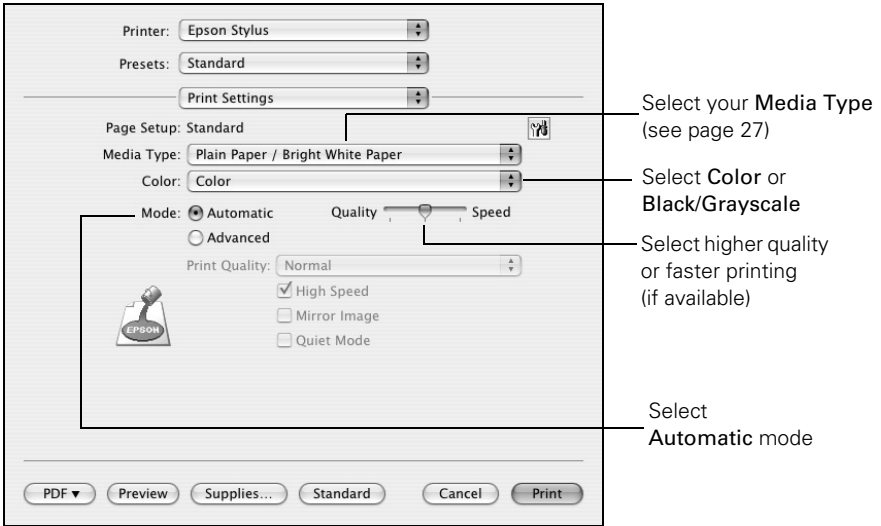 Printer: Epson Stylus
Presets: Standard
Print Settings
Page Setup: Standard
Media Type: Plain Paper / Bright White Paper
Color: Color
Mode: Automatic Quality Speed
Advanced
Print Quality: Normal
High Speed
Mirror Image
Quiet Mode
EPSON
PDF ▼ Preview Supplies... Standard Cancel Print
Select your Media Type
(see page 27)
Select Color or
Black/Grayscale
Select higher quality
or faster printing
(if available)
Select
Automatic mode